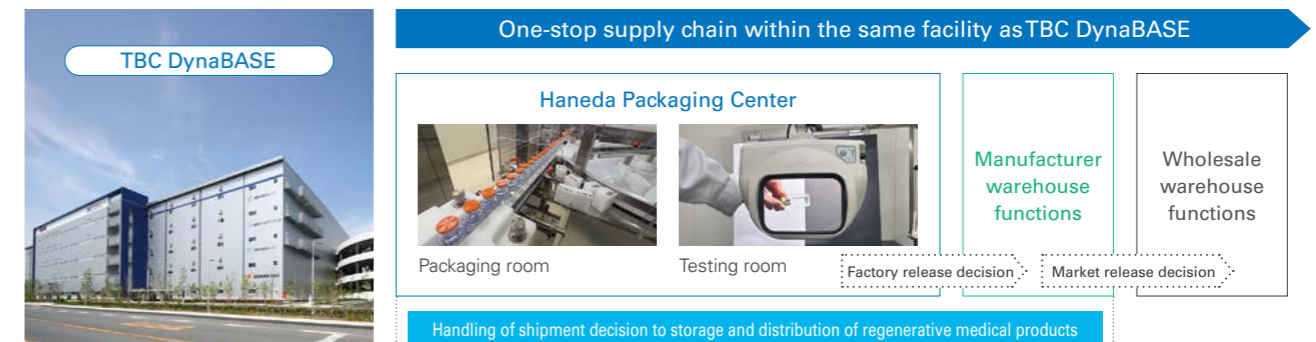 TBC DynaBASE
One-stop supply chain within the same facility as TBC DynaBASE
Haneda Packaging Center
Packaging room
Testing room
Factory release decision
Manufacturer
warehouse
functions
Market release decision
Wholesale
warehouse
functions
Handling of shipment decision to storage and distribution of regenerative medical products